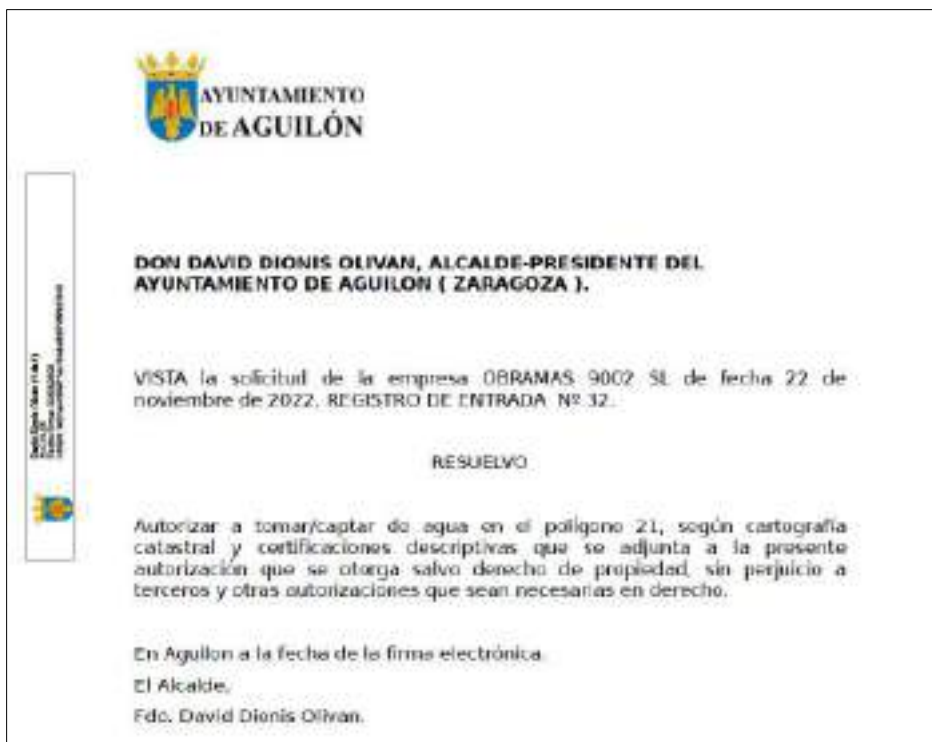 AYUNTAMIENTO
DE AGUILÓN
DON DAVID DIONIS OLIVAN, ALCALDE-PRESIDENTE DEL
AYUNTAMIENTO DE AGUILON ( ZARAGOZA ).
VISTA la solicitud de la empresa OBRAMAS 9002 SL de fecha 22 de
noviembre de 2022. REGISTRO DE ENTRADA Nº 32.
RESUELVO
Autorizar a tomar/captar de agua en el polígono 21, según cartografía
catastral y certificaciones descriptivas que se adjunta a la presente
autorización que se otorga salvo derecho de propiedad, sin perjuicio a
terceros y otras autorizaciones que sean necesarias en derecho.
En Aguilon a la fecha de la firma electrónica.
El Alcalde,
Fdo. David Dionis Olivan.